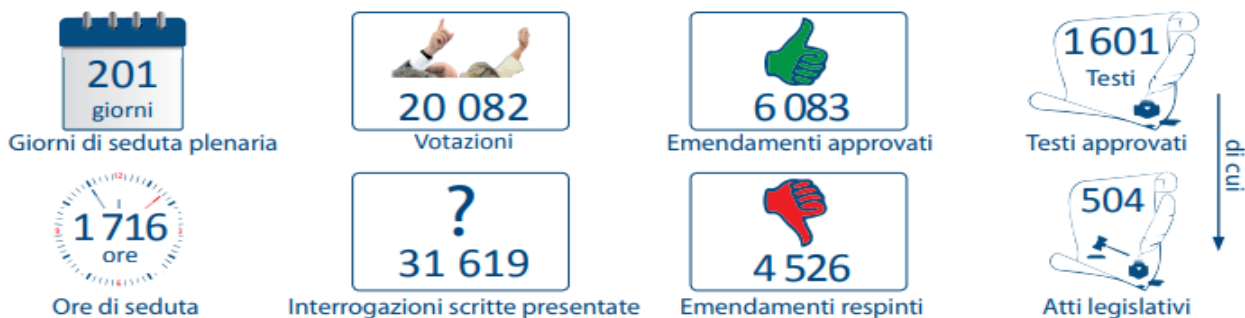 201
giorni
Giorni di seduta plenaria
20 082
Votazioni
6 083
Emendamenti approvati
1601
Testi
Testi approvati
di cui
12
1 716
ore
Ore di seduta
?
31 619
Interrogazioni scritte presentate
4 526
Emendamenti respinti
504
Atti legislativi